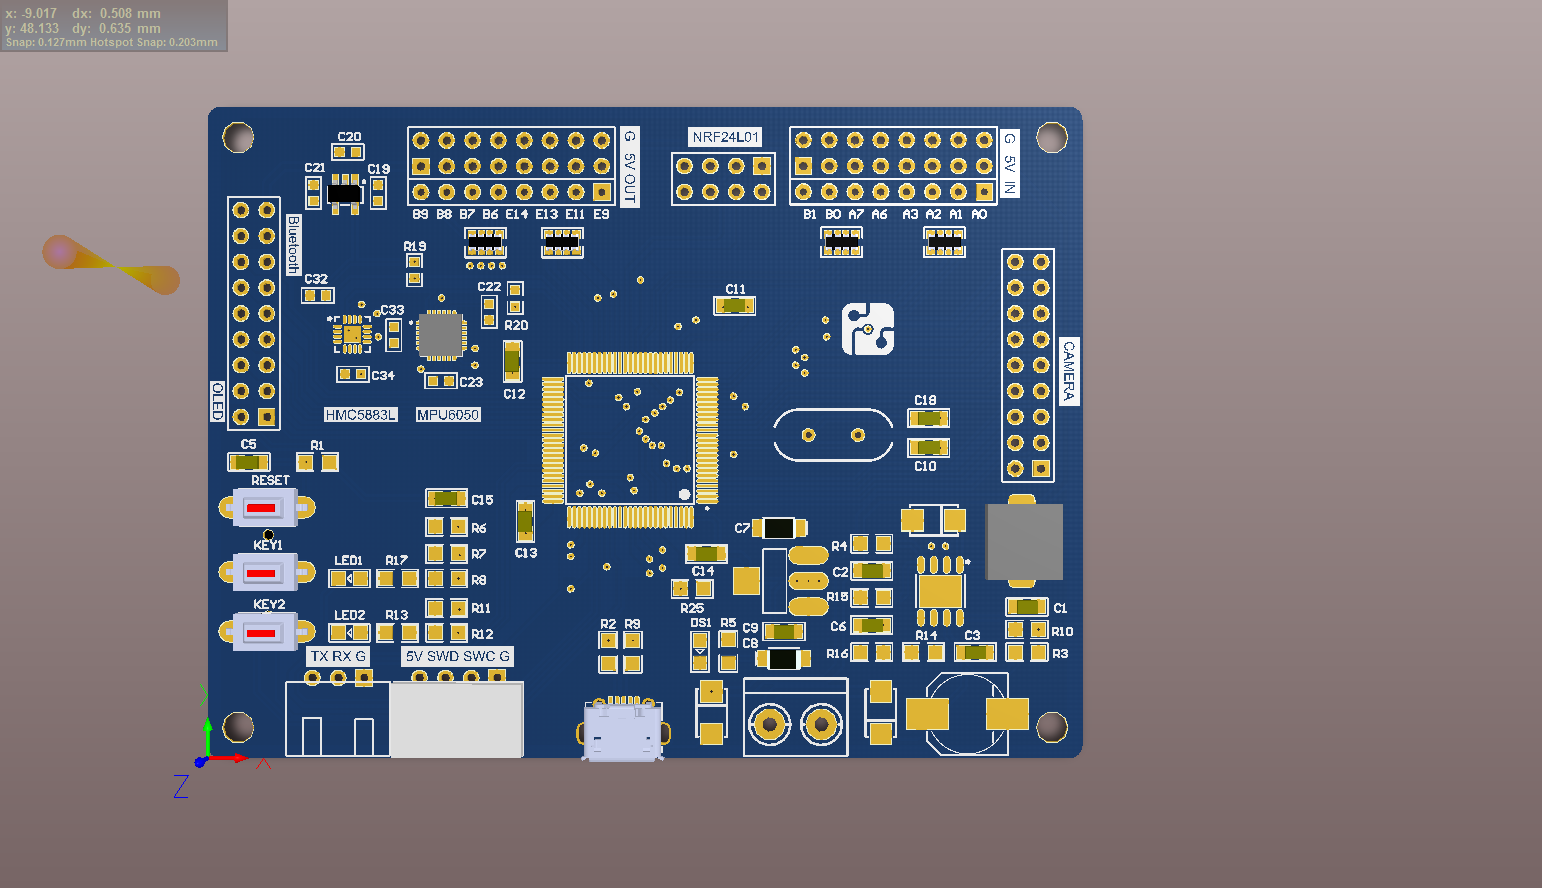 x: -9.017 dx: 0.508 mm
y: 48.133 dy: 0.635 mm
Snap: 0.127mm Hotspot Snap: 0.203mm
C20
C21
C19
G 5V OUT
NRF24L01
G 5V IN
B9 B8 B7 B6 E14 E13 E11 E9
B1 B0 A7 A6 A3 A2 A1 A0
Bluetooth
R19
C32
C22
C11
C33
R20
CAMERA
C34
C23
C12
OLED
HMC5883L
MPU6050
C18
C5
R1
C10
RESET
C15
C7
R6
C13
KEY1
R4
R7
LED1
R17
C14
C2
R8
R25
R15
C1
KEY2
R11
LED2
R13
R12
R2
R9
DS1
R5
C9
C8
C6
R14
C3
R10
R16
R3
TX RX G
5V SWD SWC G
Y
X
Z